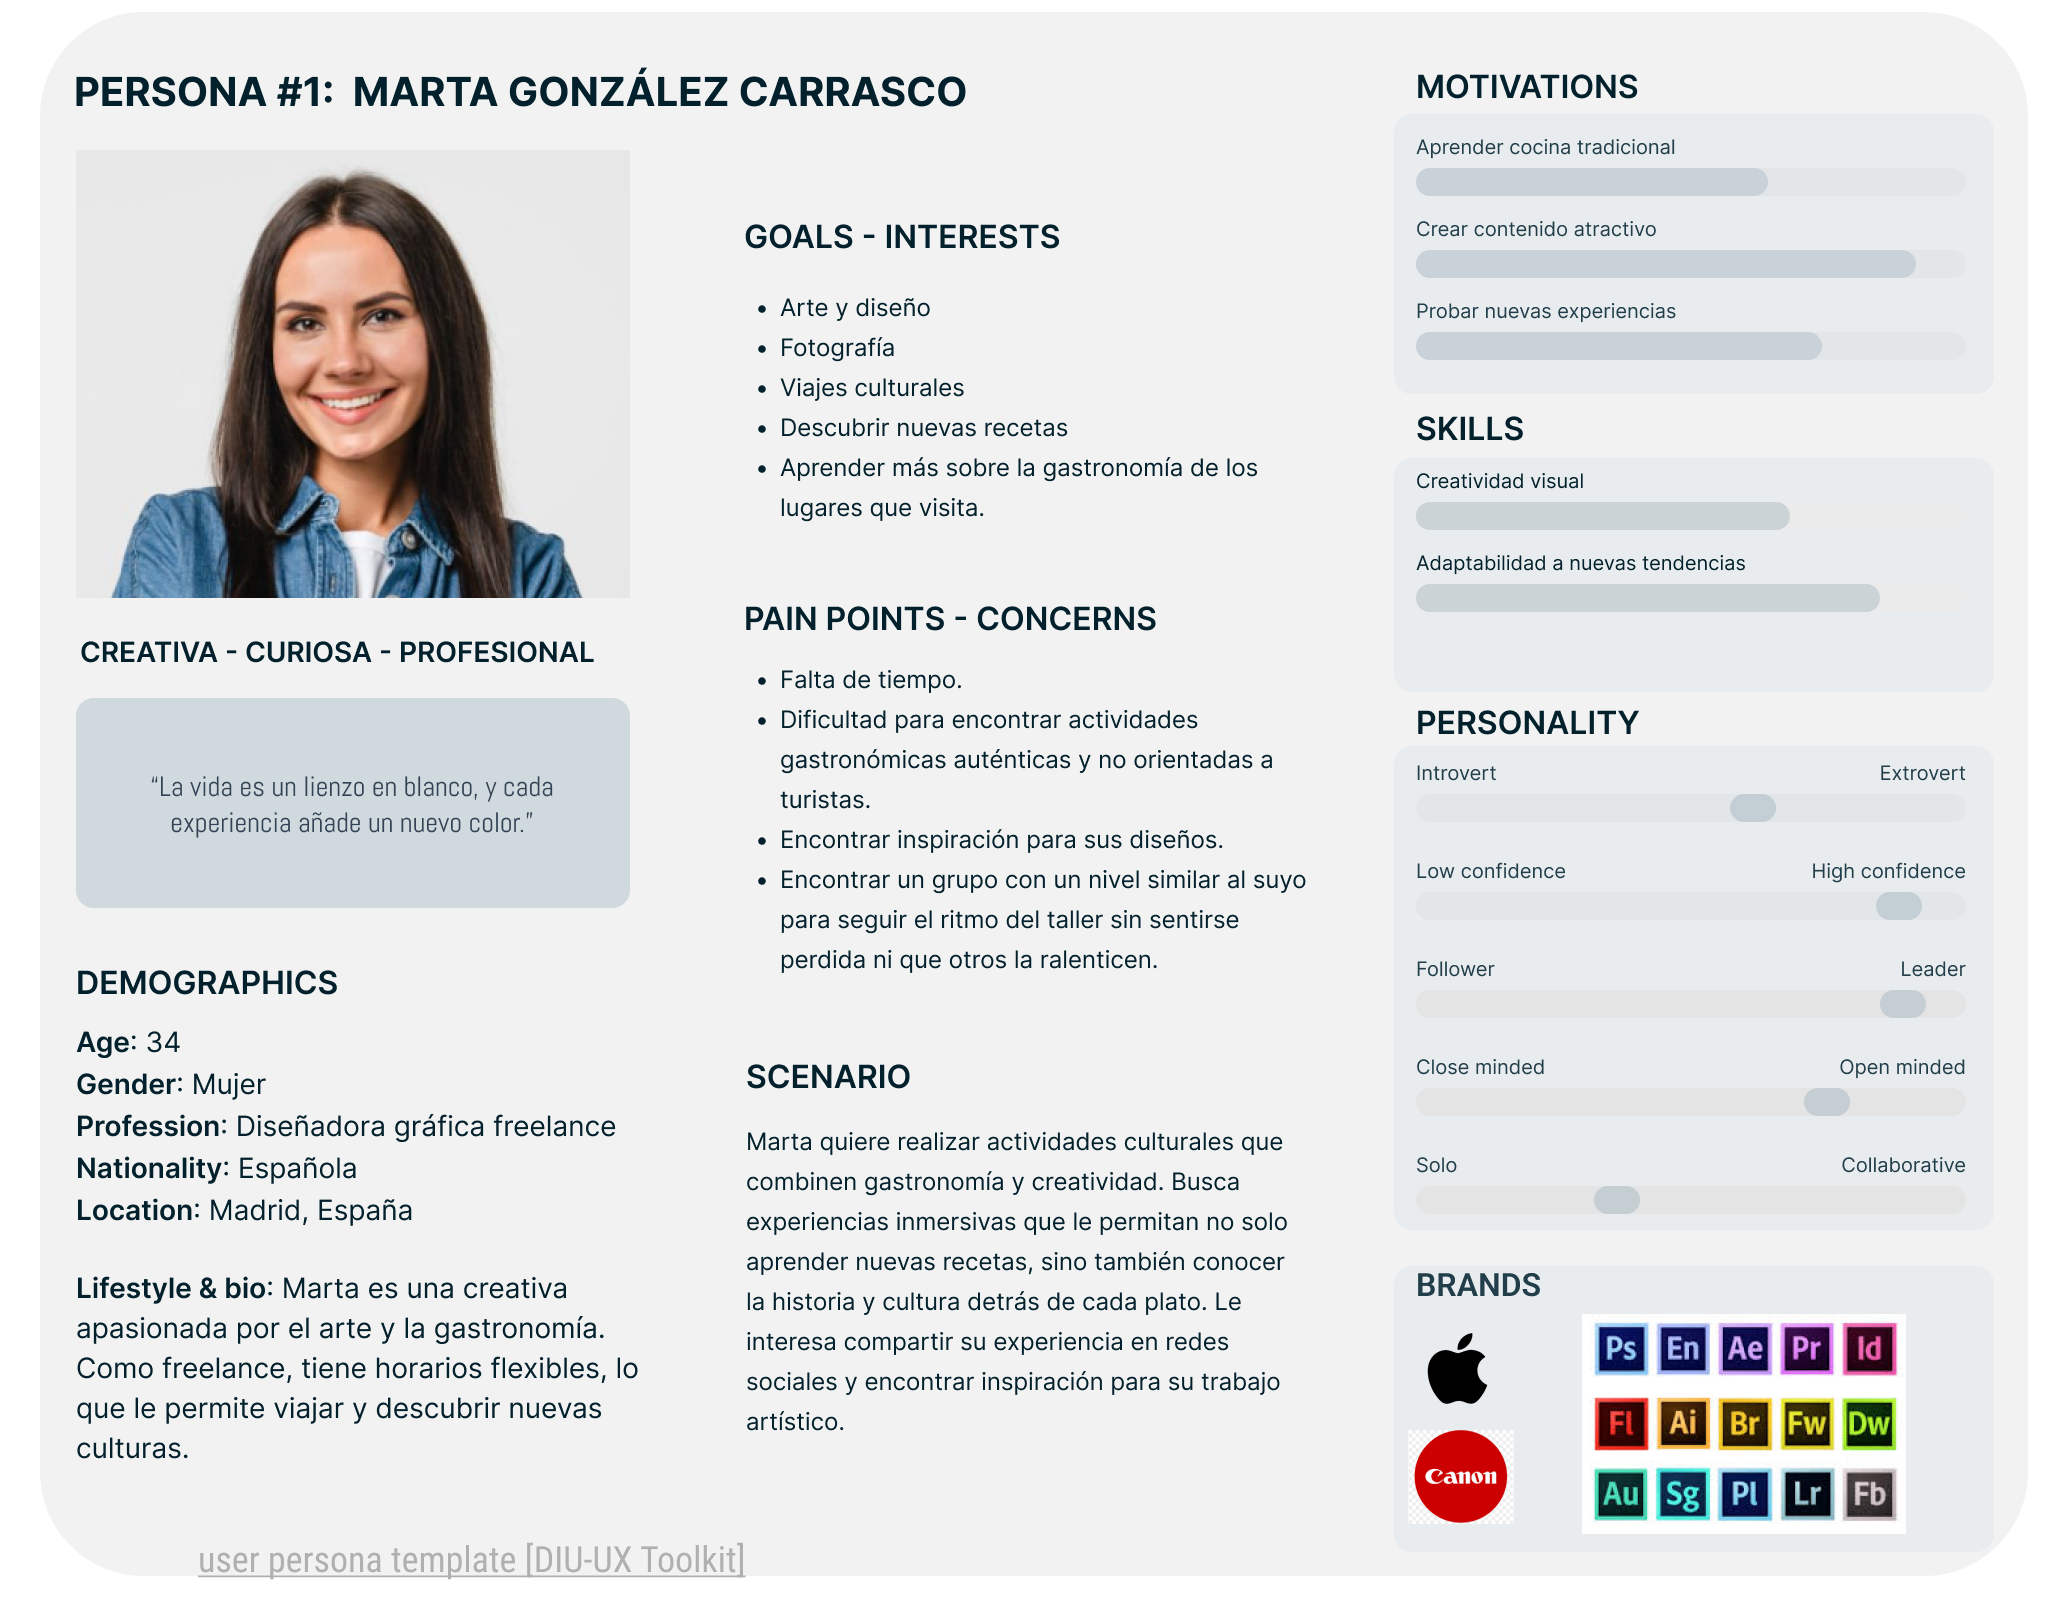 PERSONA #1: MARTA GONZÁLEZ CARRASCO
CREATIVA - CURIOSA - PROFESIONAL
“La vida es un lienzo en blanco, y cada
experiencia añade un nuevo color.”
DEMOGRAPHICS
Age: 34
Gender: Mujer
Profession: Diseñadora gráfica freelance
Nationality: Española
Location: Madrid, España
Lifestyle & bio: Marta es una creativa
apasionada por el arte y la gastronomía.
Como freelance, tiene horarios flexibles, lo
que le permite viajar y descubrir nuevas
culturas.
GOALS - INTERESTS
• Arte y diseño
• Fotografía
• Viajes culturales
• Descubrir nuevas recetas
• Aprender más sobre la gastronomía de los
lugares que visita.
PAIN POINTS - CONCERNS
• Falta de tiempo.
• Dificultad para encontrar actividades
gastronómicas auténticas y no orientadas a
turistas.
• Encontrar inspiración para sus diseños.
• Encontrar un grupo con un nivel similar al suyo
para seguir el ritmo del taller sin sentirse
perdida ni que otros la ralenticen.
SCENARIO
Marta quiere realizar actividades culturales que
combinen gastronomía y creatividad. Busca
experiencias inmersivas que le permitan no solo
aprender nuevas recetas, sino también conocer
la historia y cultura detrás de cada plato. Le
interesa compartir su experiencia en redes
sociales y encontrar inspiración para su trabajo
artístico.
MOTIVATIONS
Aprender cocina tradicional
Crear contenido atractivo
Probar nuevas experiencias
SKILLS
Creatividad visual
Adaptabilidad a nuevas tendencias
PERSONALITY
Introvert Extrovert
Low confidence High confidence
Follower Leader
Close minded Open minded
Solo Collaborative
BRANDS
Canon
Ps En Ae Pr Id
Fl Ai Br Fw Dw
Au Sg Pl Lr Fb
user persona template [DIU-UX Toolkit]